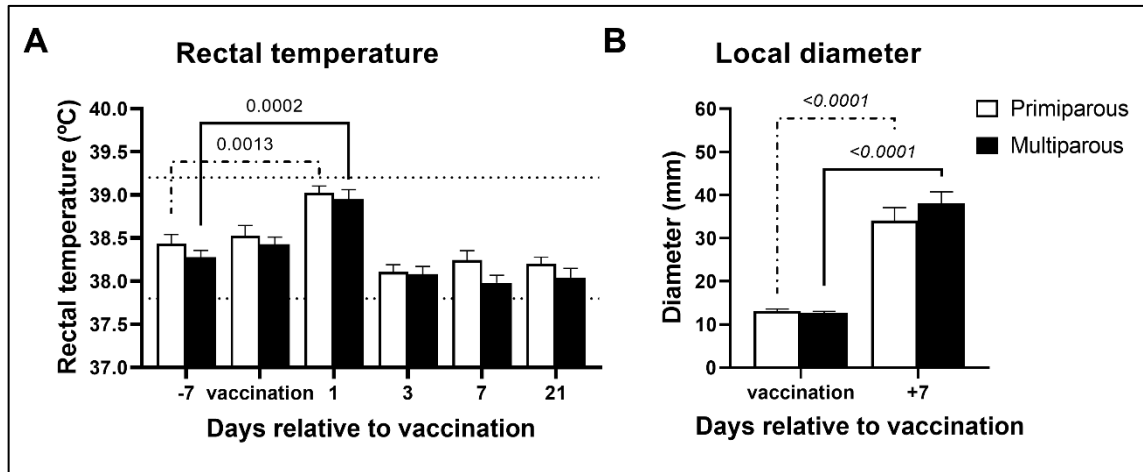 A
Rectal temperature
Rectal temperature (ºC)
40.0
39.5
39.0
38.5
38.0
37.5
37.0
0.0002
0.0013
-7 vaccination 1 3 7 21
Days relative to vaccination
B
Local diameter
Diameter (mm)
60
50
40
30
20
10
0
<0.0001
<0.0001
vaccination +7
Days relative to vaccination
Primiparous
Multiparous